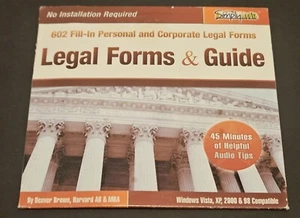 No Installation Required
602 Fill-In Personal and Corporate Legal Forms
Legal Forms & Guide
45 Minutes
of Helpful
Audio Tips
By Hoover Brown, Harvard AB & MBA
Windows Vista, XP, 2000 & 98 Compatible